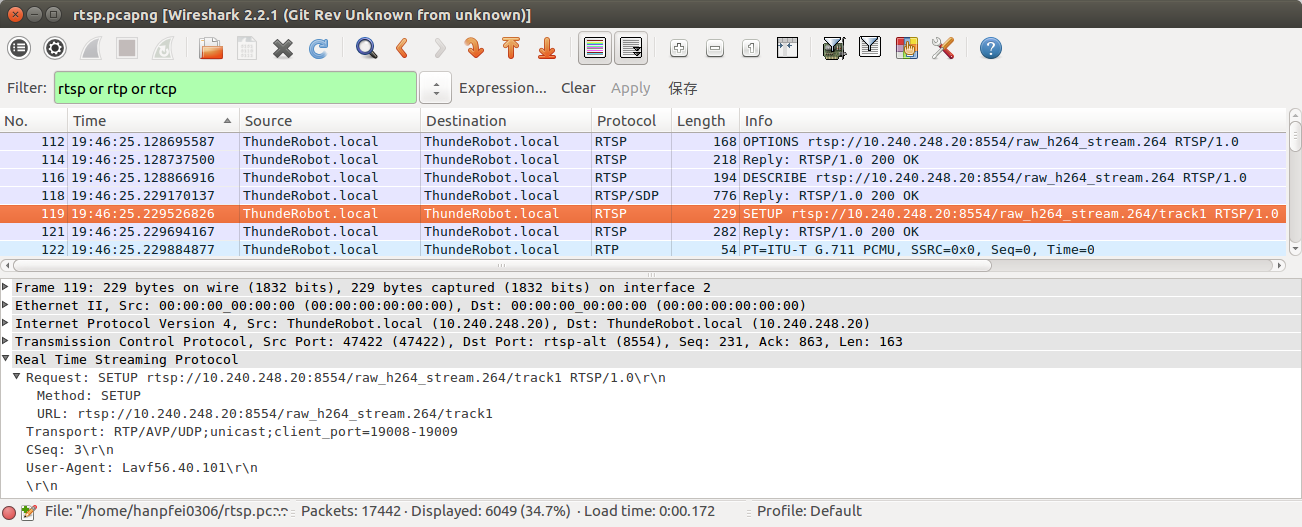 rtsp.pcapng [Wireshark 2.2.1 (Git Rev Unknown from unknown)]
Filter: rtsp or rtp or rtcp Expression... Clear Apply 保存
No. Time Source Destination Protocol Length Info
112 19:46:25.128695587 ThundeRobot.local ThundeRobot.local RTSP 168 OPTIONS rtsp://10.240.248.20:8554/raw_h264_stream.264 RTSP/1.0
114 19:46:25.128737500 ThundeRobot.local ThundeRobot.local RTSP 218 Reply: RTSP/1.0 200 OK
116 19:46:25.128866916 ThundeRobot.local ThundeRobot.local RTSP 194 DESCRIBE rtsp://10.240.248.20:8554/raw_h264_stream.264 RTSP/1.0
118 19:46:25.229170137 ThundeRobot.local ThundeRobot.local RTSP/SDP 776 Reply: RTSP/1.0 200 OK
119 19:46:25.229526826 ThundeRobot.local ThundeRobot.local RTSP 229 SETUP rtsp://10.240.248.20:8554/raw_h264_stream.264/track1 RTSP/1.0
121 19:46:25.229694167 ThundeRobot.local ThundeRobot.local RTSP 282 Reply: RTSP/1.0 200 OK
122 19:46:25.229884877 ThundeRobot.local ThundeRobot.local RTP 54 PT=ITU-T G.711 PCMU, SSRC=0x0, Seq=0, Time=0
Frame 119: 229 bytes on wire (1832 bits), 229 bytes captured (1832 bits) on interface 2
Ethernet II, Src: 00:00:00_00:00:00 (00:00:00:00:00:00), Dst: 00:00:00_00:00:00 (00:00:00:00:00:00)
Internet Protocol Version 4, Src: ThundeRobot.local (10.240.248.20), Dst: ThundeRobot.local (10.240.248.20)
Transmission Control Protocol, Src Port: 47422 (47422), Dst Port: rtsp-alt (8554), Seq: 231, Ack: 863, Len: 163
Real Time Streaming Protocol
Request: SETUP rtsp://10.240.248.20:8554/raw_h264_stream.264/track1 RTSP/1.0\r\n
Method: SETUP
URL: rtsp://10.240.248.20:8554/raw_h264_stream.264/track1
Transport: RTP/AVP/UDP;unicast;client_port=19008-19009
CSeq: 3\r\n
User-Agent: Lavf56.40.101\r\n
\r\n
File: "/home/hanpfei0306/rtsp.pc Packets: 17442 · Displayed: 6049 (34.7%) · Load time: 0:00.172 Profile: Default